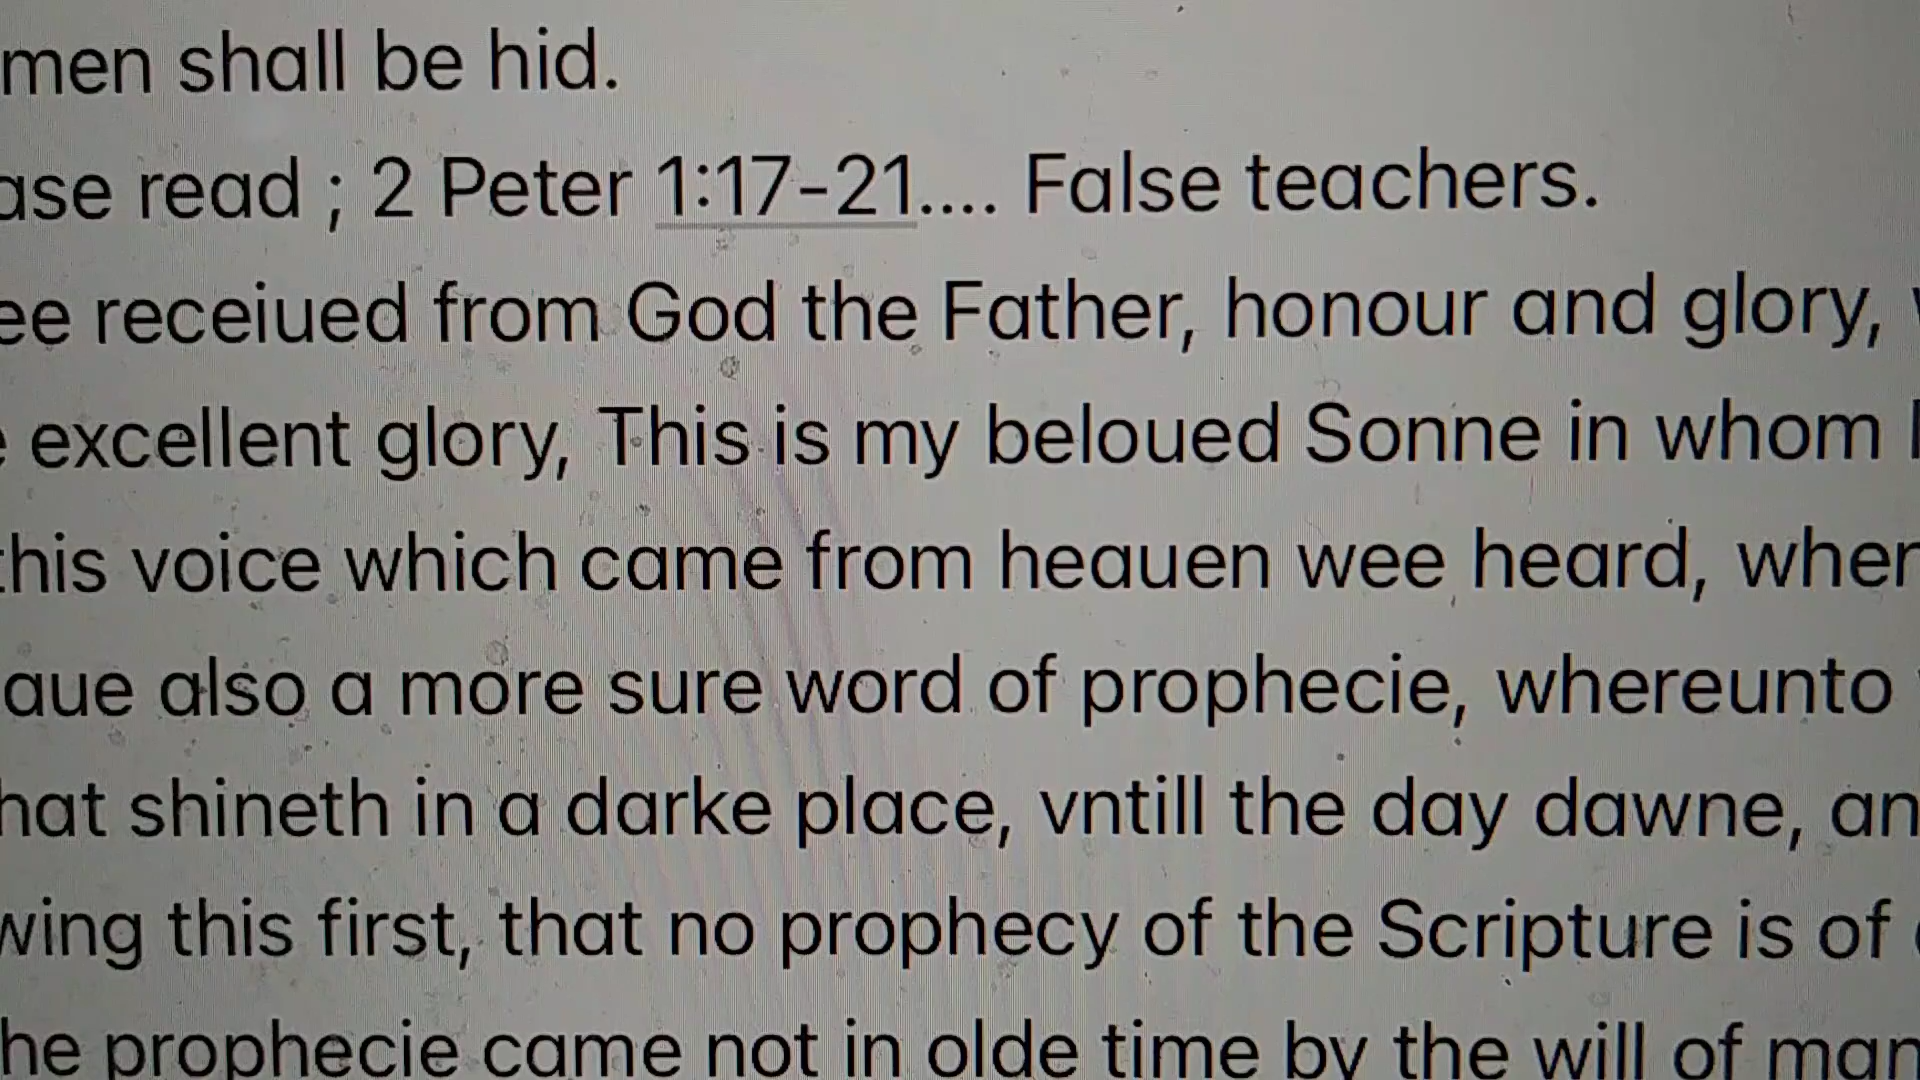 men shall be hid.
ase read ; 2 Peter 1:17-21.... False teachers.
ee receiued from God the Father, honour and glory,
excellent glory, This is my beloued Sonne in whom I
this voice which came from heauen wee heard, when
aue also a more sure word of prophecie, whereunto
hat shineth in a darke place, vntill the day dawne, an
wing this first, that no prophecy of the Scripture is of
he prophecie came not in olde time by the will of man